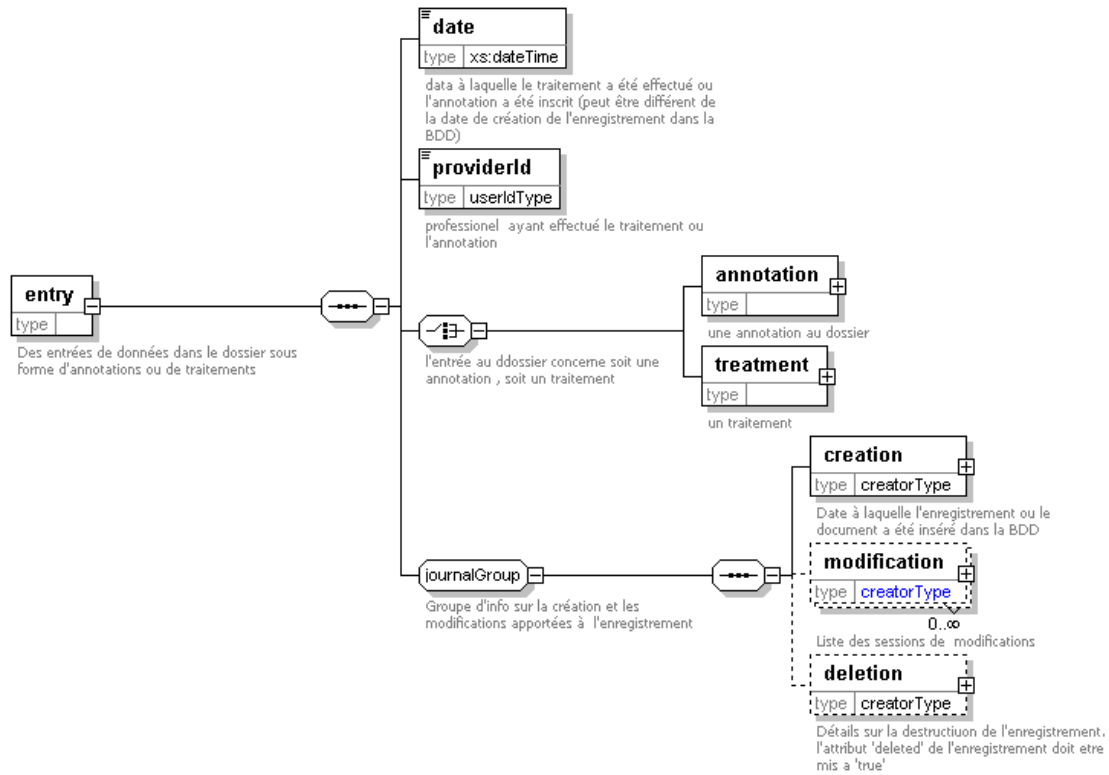 date
type xs:dateTime
data à laquelle le traitement a été effectué ou
l'annotation a été inscrit (peut être différent de
la date de création de l'enregistrement dans la
BDD)
providerId
type userIdType
professionel ayant effectué le traitement ou
l'annotation
entry
type
Des entrées de données dans le dossier sous
forme d'annotations ou de traitements
l'entrée au ddossier concerne soit une
annotation , soit un traitement
annotation
type
une annotation au dossier
treatment
type
un traitement
journalGroup
Groupe d'info sur la création et les
modifications apportées à l'enregistrement
creation
type creatorType
Date à laquelle l'enregistrement ou le
document a été inséré dans la BDD
modification
type creatorType
0..∞
Liste des sessions de modifications
deletion
type creatorType
Détails sur la destructiuon de l'enregistrement.
l'attribut 'deleted' de l'enregistrement doit etre
mis a 'true'